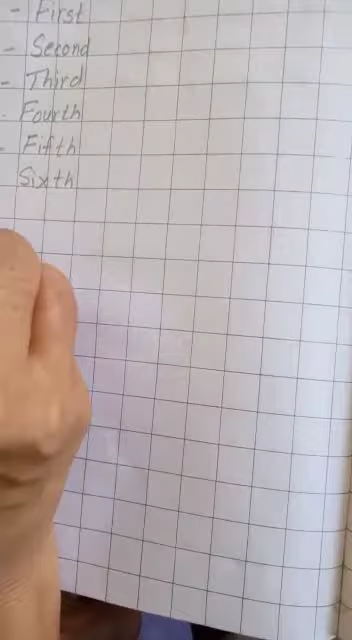 - First
- Second
- Third
- Fourth
- Fifth
Sixth